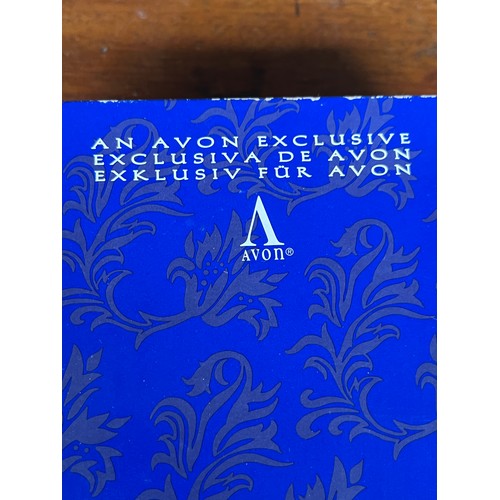 AN AVON EXCLUSIVE
EXCLUSIVA DE AVON
EXKLUSIV FÜR AVON
AVON®